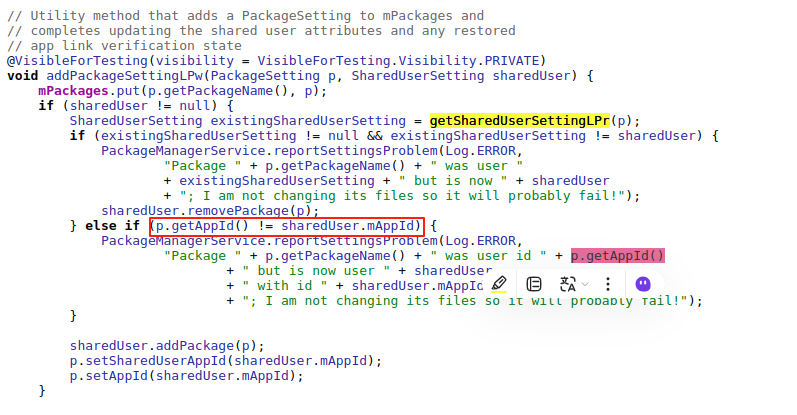 // Utility method that adds a PackageSetting to mPackages and
// completes updating the shared user attributes and any restored
// app link verification state
@VisibleForTesting(visibility = VisibleForTesting.Visibility.PRIVATE)
void addPackageSettingLPw(PackageSetting p, SharedUserSetting sharedUser) {
    mPackages.put(p.getPackageName(), p);
    if (sharedUser != null) {
        SharedUserSetting existingSharedUserSetting = getSharedUserSettingLPr(p);
        if (existingSharedUserSetting != null && existingSharedUserSetting != sharedUser) {
            PackageManagerService.reportSettingsProblem(Log.ERROR,
                    "Package " + p.getPackageName() + " was user "
                    + existingSharedUserSetting + " but is now " + sharedUser
                    + "; I am not changing its files so it will probably fail!");
            sharedUser.removePackage(p);
        } else if (p.getAppId() != sharedUser.mAppId) {
            PackageManagerService.reportSettingsProblem(Log.ERROR,
                    "Package " + p.getPackageName() + " was user id " + p.getAppId()
                            + " but is now user " + sharedUser
                            + " with id " + sharedUser.mAppId
                            + "; I am not changing its files so it will probably fail!");
        }

        sharedUser.addPackage(p);
        p.setSharedUserAppId(sharedUser.mAppId);
        p.setAppId(sharedUser.mAppId);
    }